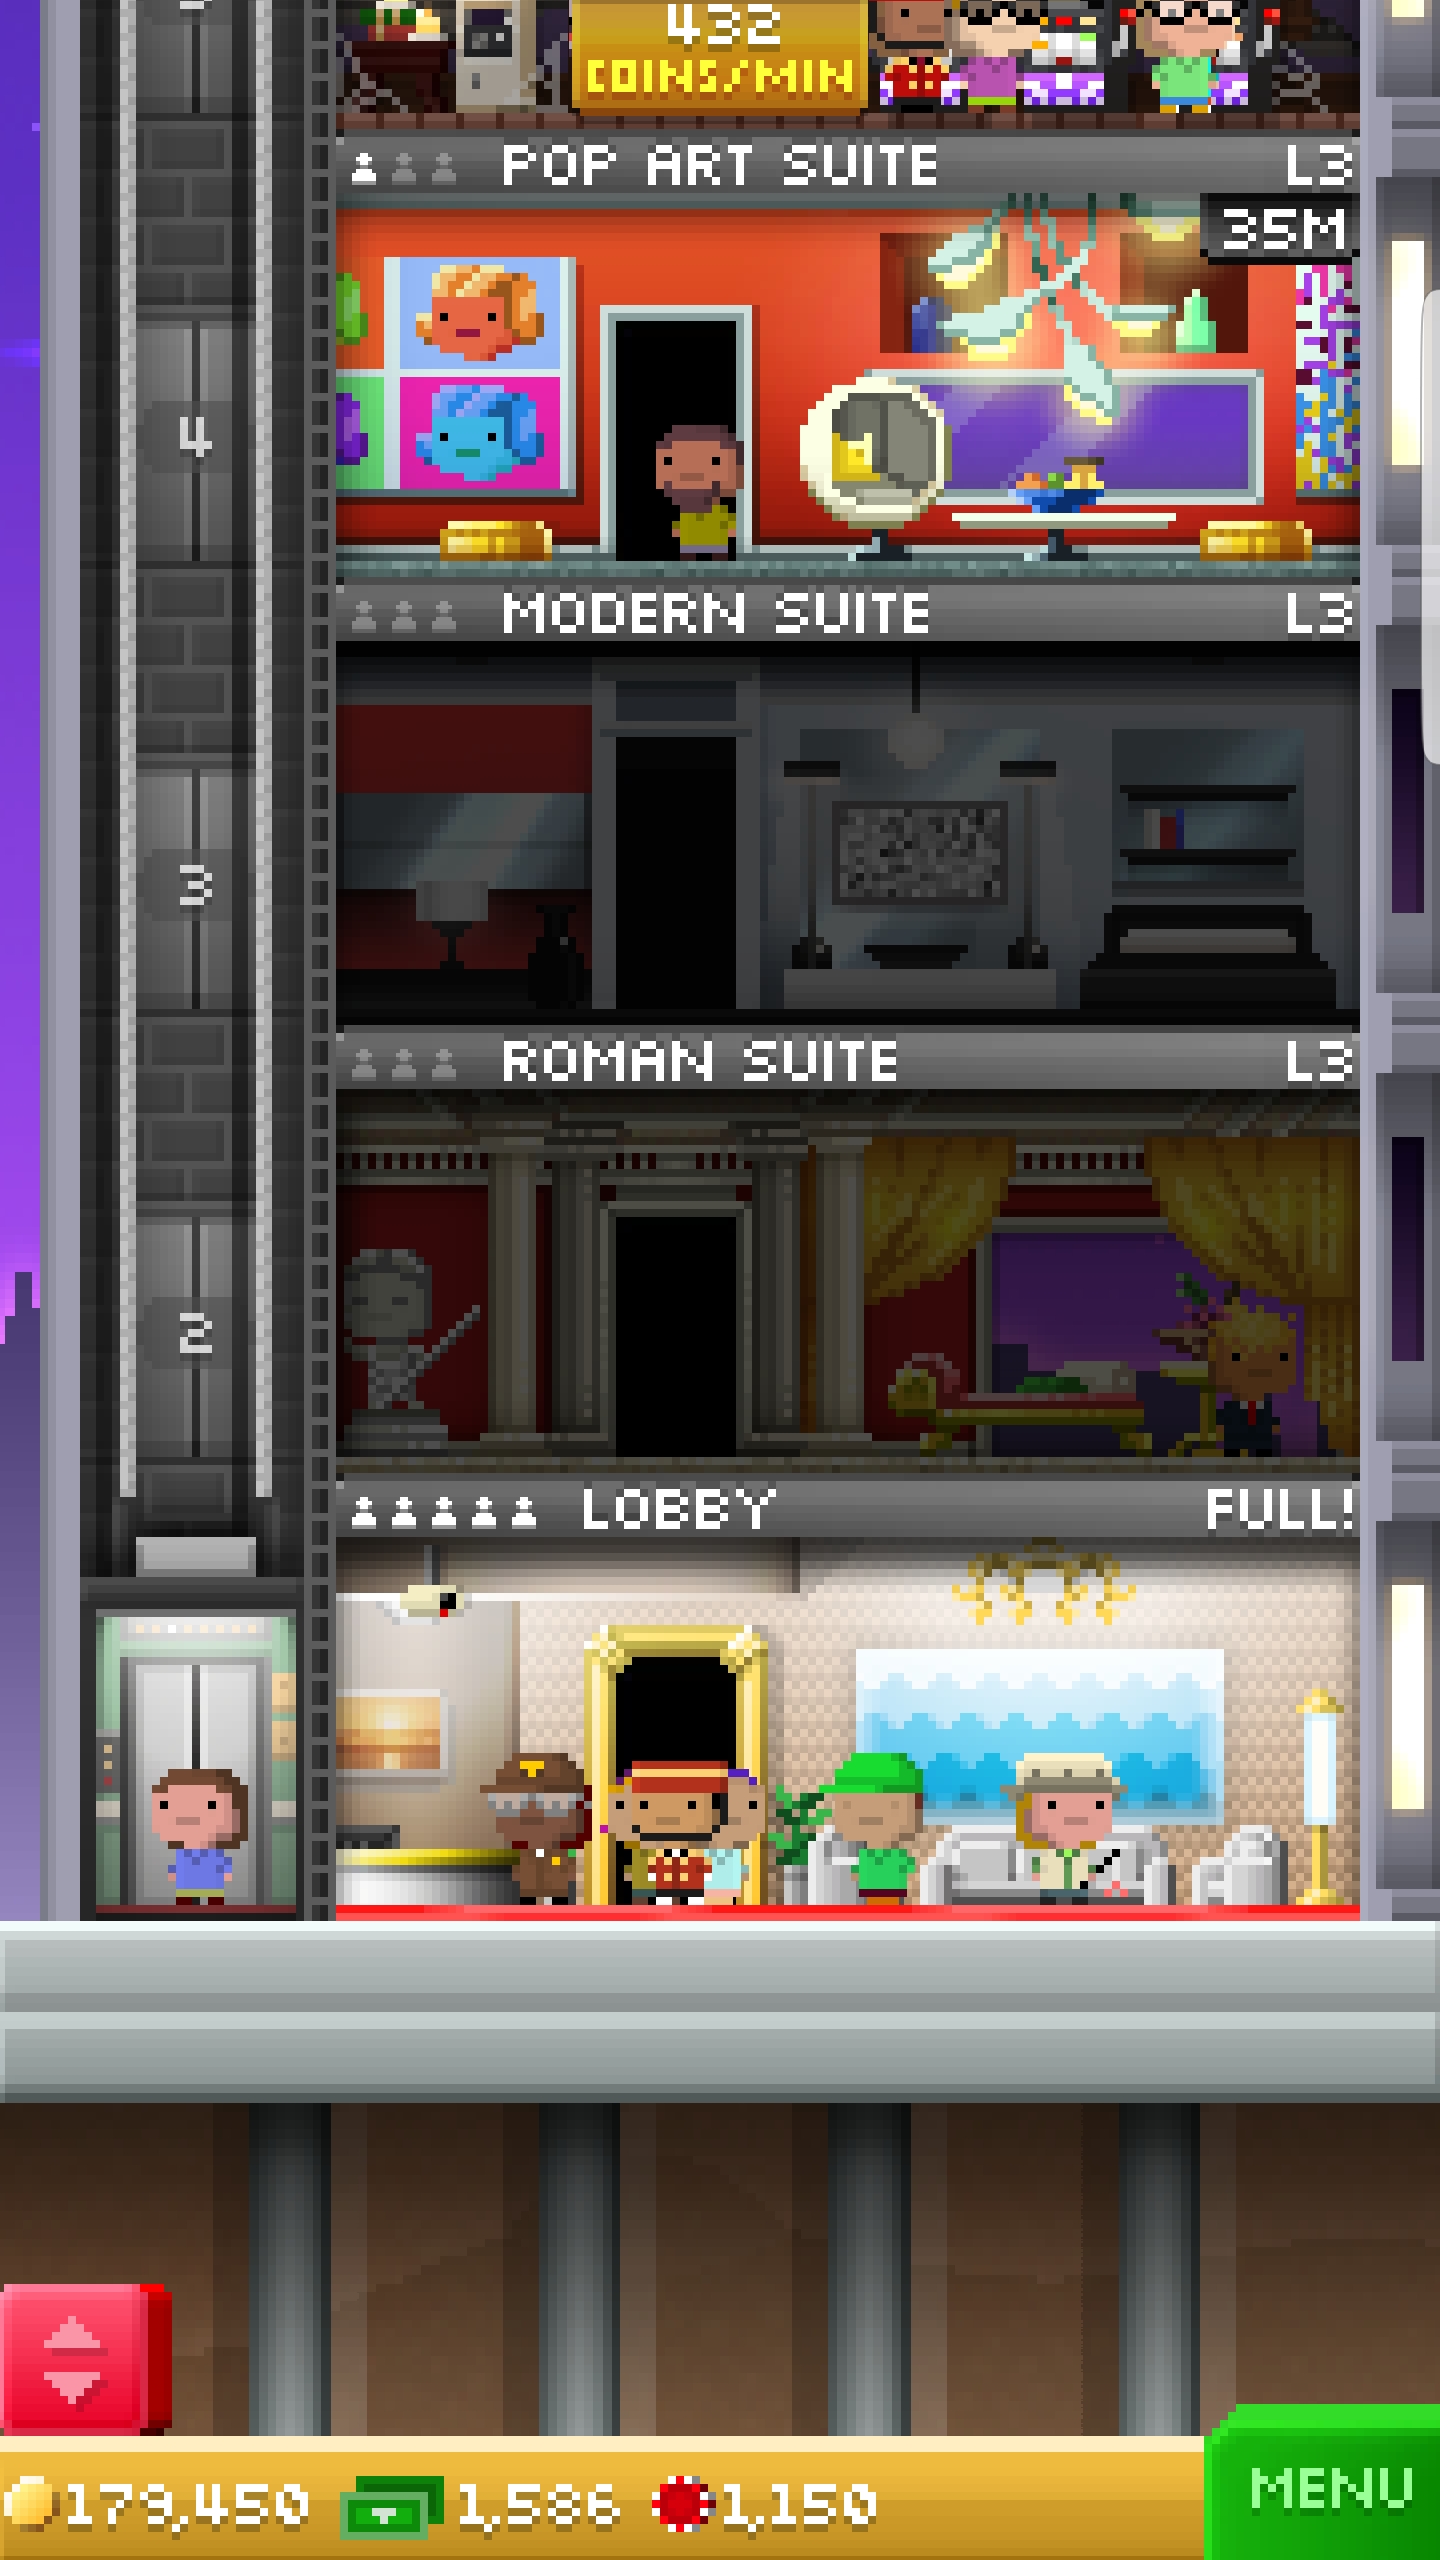 432
COINS/MIN
POP ART SUITE L3
35M
4
MODERN SUITE L3
3
ROMAN SUITE L3
2
LOBBY FULL!
179,450 1,586 1,150
MENU